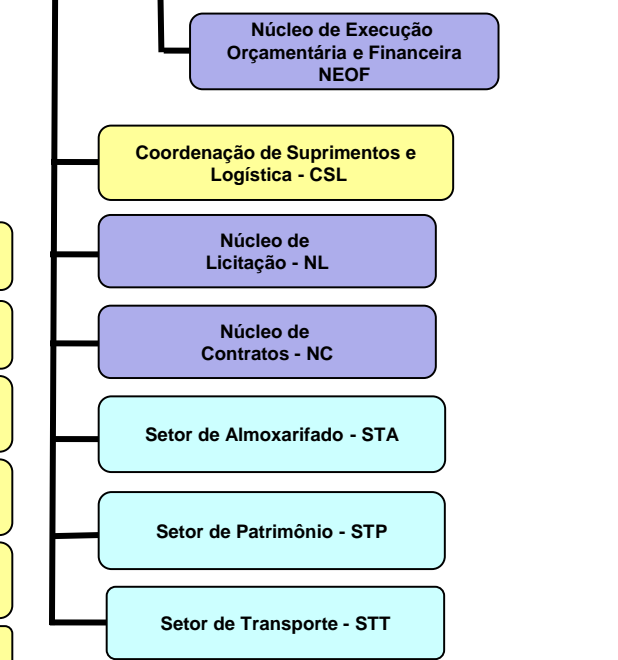 Núcleo de Execução
Orçamentária e Financeira
NEOF
Coordenação de Suprimentos e
Logística - CSL
Núcleo de
Licitação - NL
Núcleo de
Contratos - NC
Setor de Almoxarifado - STA
Setor de Patrimônio - STP
Setor de Transporte - STT